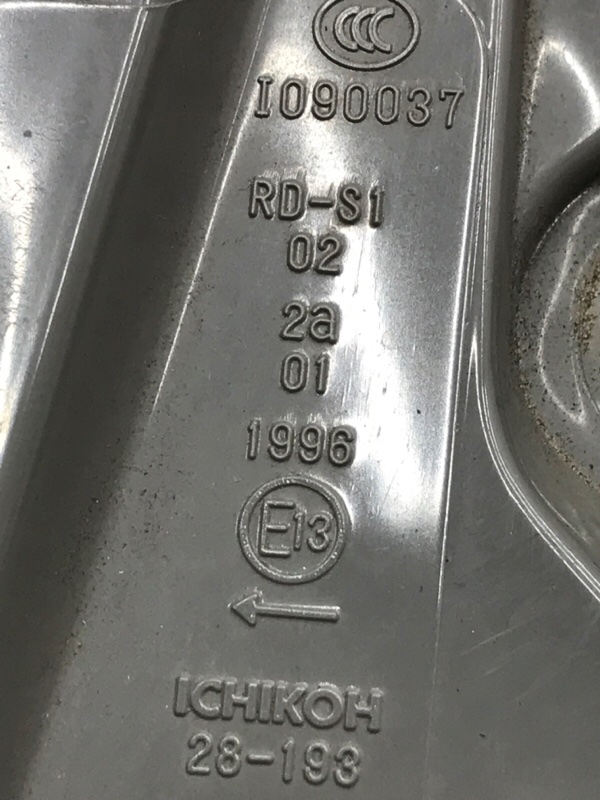 CCC
I090037
RD-S1
02
2a
01
1996
E13
ICHIKOH
28-193